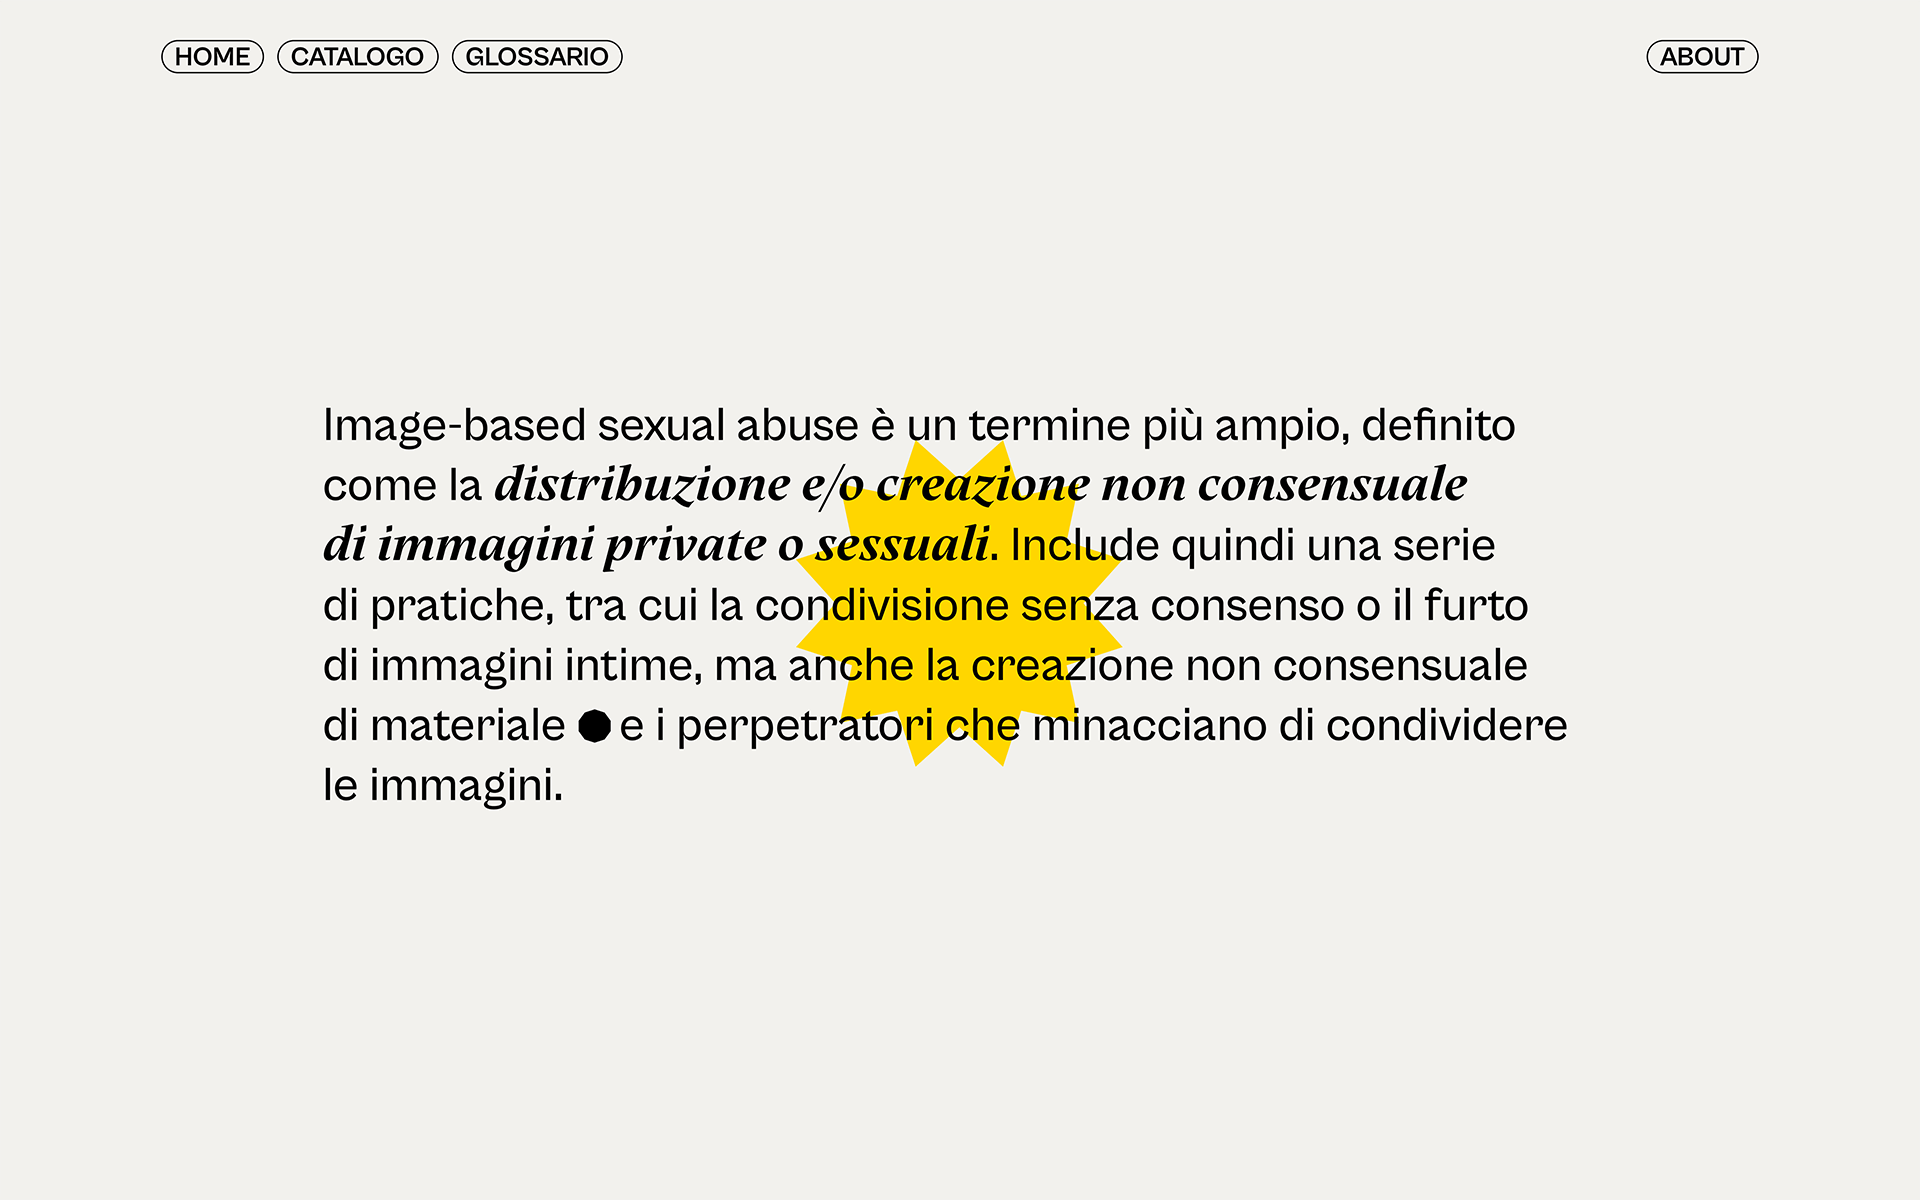 HOME CATALOGO GLOSSARIO ABOUT
Image-based sexual abuse è un termine più ampio, definito
come la distribuzione e/o creazione non consensuale
di immagini private o sessuali. Include quindi una serie
di pratiche, tra cui la condivisione senza consenso o il furto
di immagini intime, ma anche la creazione non consensuale
di materiale e i perpetratori che minacciano di condividere
le immagini.